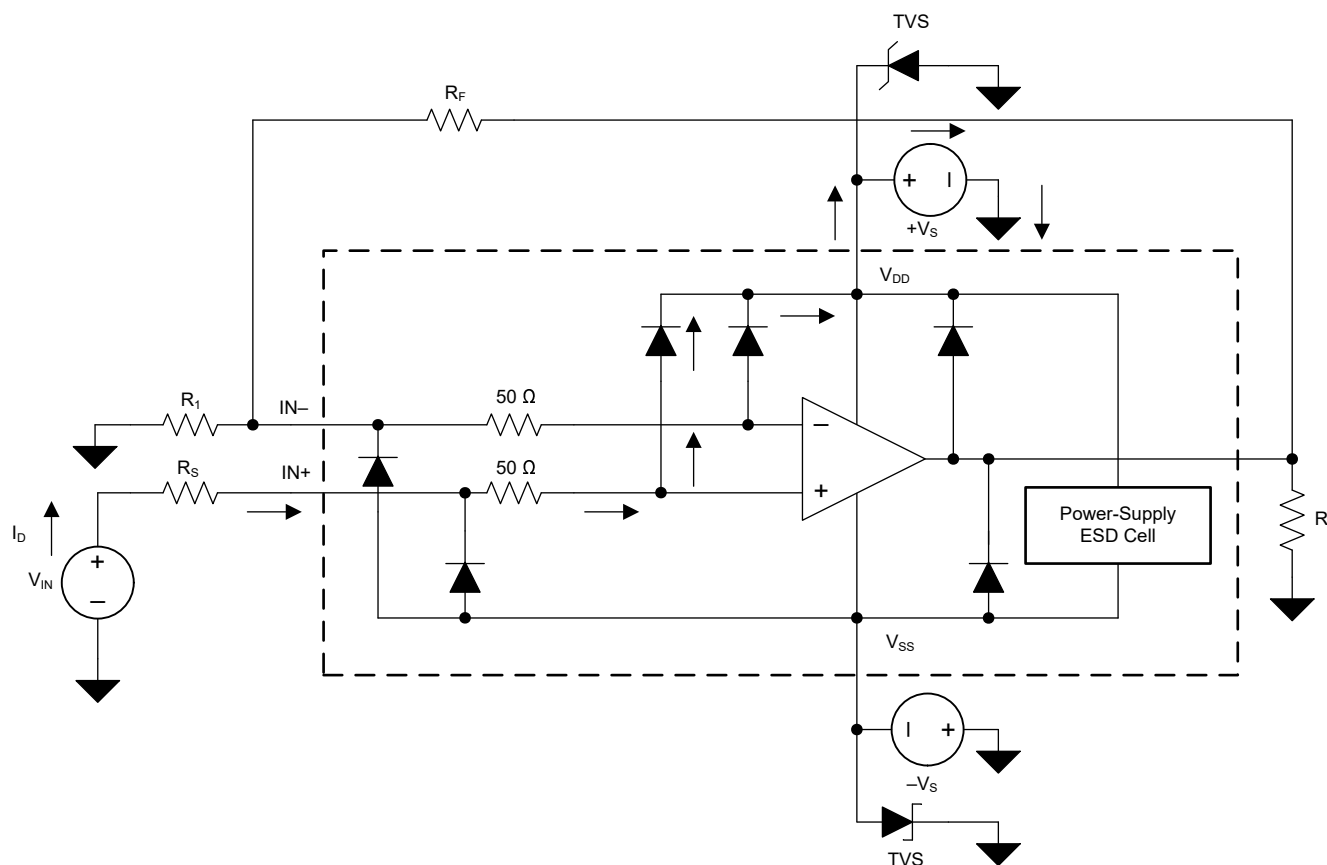 TVS
R_F
+
I
+V_S
V_DD
R_1
IN–
50 Ω
–
R_S
IN+
50 Ω
+
I_D
+
V_IN
–
Power-Supply
ESD Cell
R
V_SS
I
+
–V_S
TVS